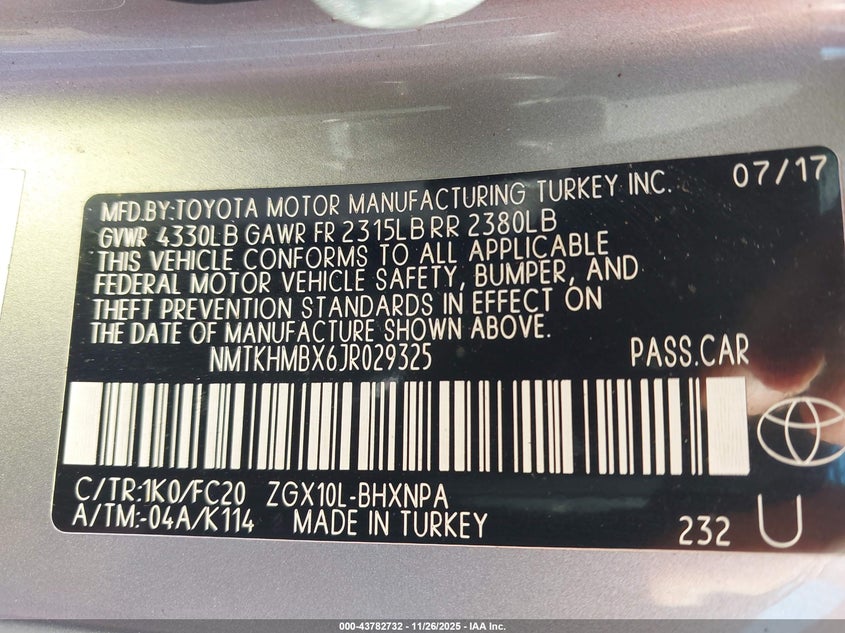 07/17
MFD.BY:TOYOTA MOTOR MANUFACTURING TURKEY INC.
GVWR 4330LB GAWR FR 2315LB RR 2380LB
THIS VEHICLE CONFORMS TO ALL APPLICABLE
FEDERAL MOTOR VEHICLE SAFETY, BUMPER, AND
THEFT PREVENTION STANDARDS IN EFFECT ON
THE DATE OF MANUFACTURE SHOWN ABOVE.
NMTKHMBX6JR029325 PASS.CAR
C/TR:1K0/FC20 ZGX10L-BHXNPA
A/TM:-04A/K114 MADE IN TURKEY
232 U
000-43782732 - 11/26/2025 - IAA Inc.